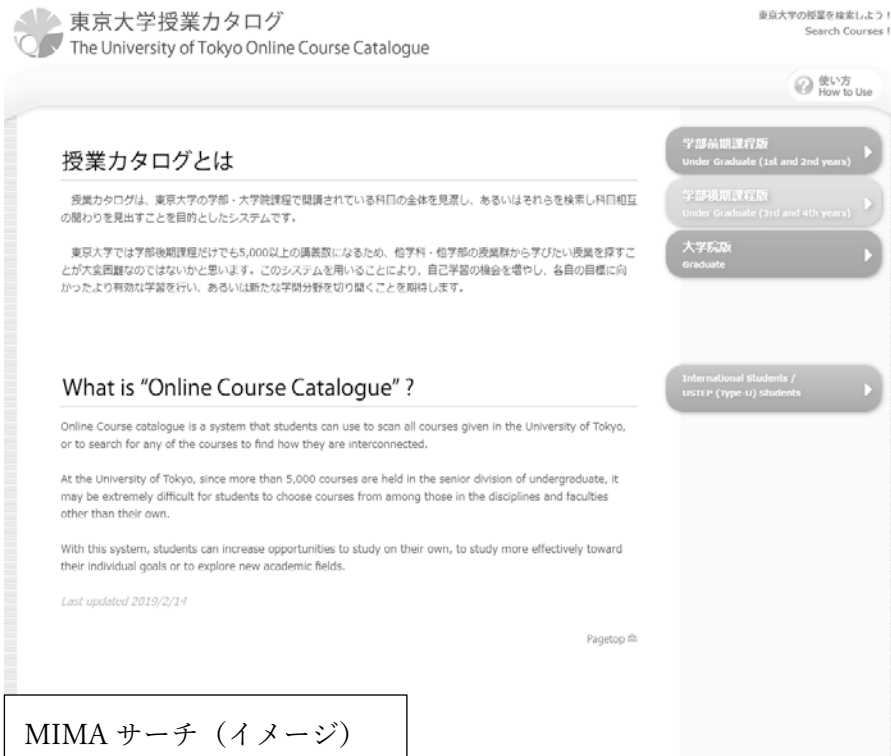 東京大学授業カタログ
The University of Tokyo Online Course Catalogue
東京大学の授業を検索しよう!
Search Courses !
使い方
How to Use
授業カタログとは
授業カタログは、東京大学の学部・大学院課程で開講されている科目の全体を見渡し、あるいはそれらを検索し科目相互
の関わりを見出すことを目的としたシステムです。
東京大学では学部後期課程だけでも5,000以上の講義数になるため、他学科・他学部の授業群から学びたい授業を探すこ
とが大変困難なのではないかと思います。このシステムを用いることにより，自己学習の機会を増やし、各自の目標に向
かったより有効な学習を行い、あるいは新たな学問分野を切り開くことを期待します。
学部前期課程版
Under Graduate (1st and 2nd years)
学部後期課程版
Under Graduate (3rd and 4th years)
大学院版
Graduate
What is “Online Course Catalogue” ?
Online Course catalogue is a system that students can use to scan all courses given in the University of Tokyo,
or to search for any of the courses to find how they are interconnected.
At the University of Tokyo, since more than 5,000 courses are held in the senior division of undergraduate, it
may be extremely difficult for students to choose courses from among those in the disciplines and faculties
other than their own.
With this system, students can increase opportunities to study on their own, to study more effectively toward
their individual goals or to explore new academic fields.
Last updated 2019/2/14
Pagetop
International Students /
USTEP (Type-U) Students
MIMA サーチ（イメージ）